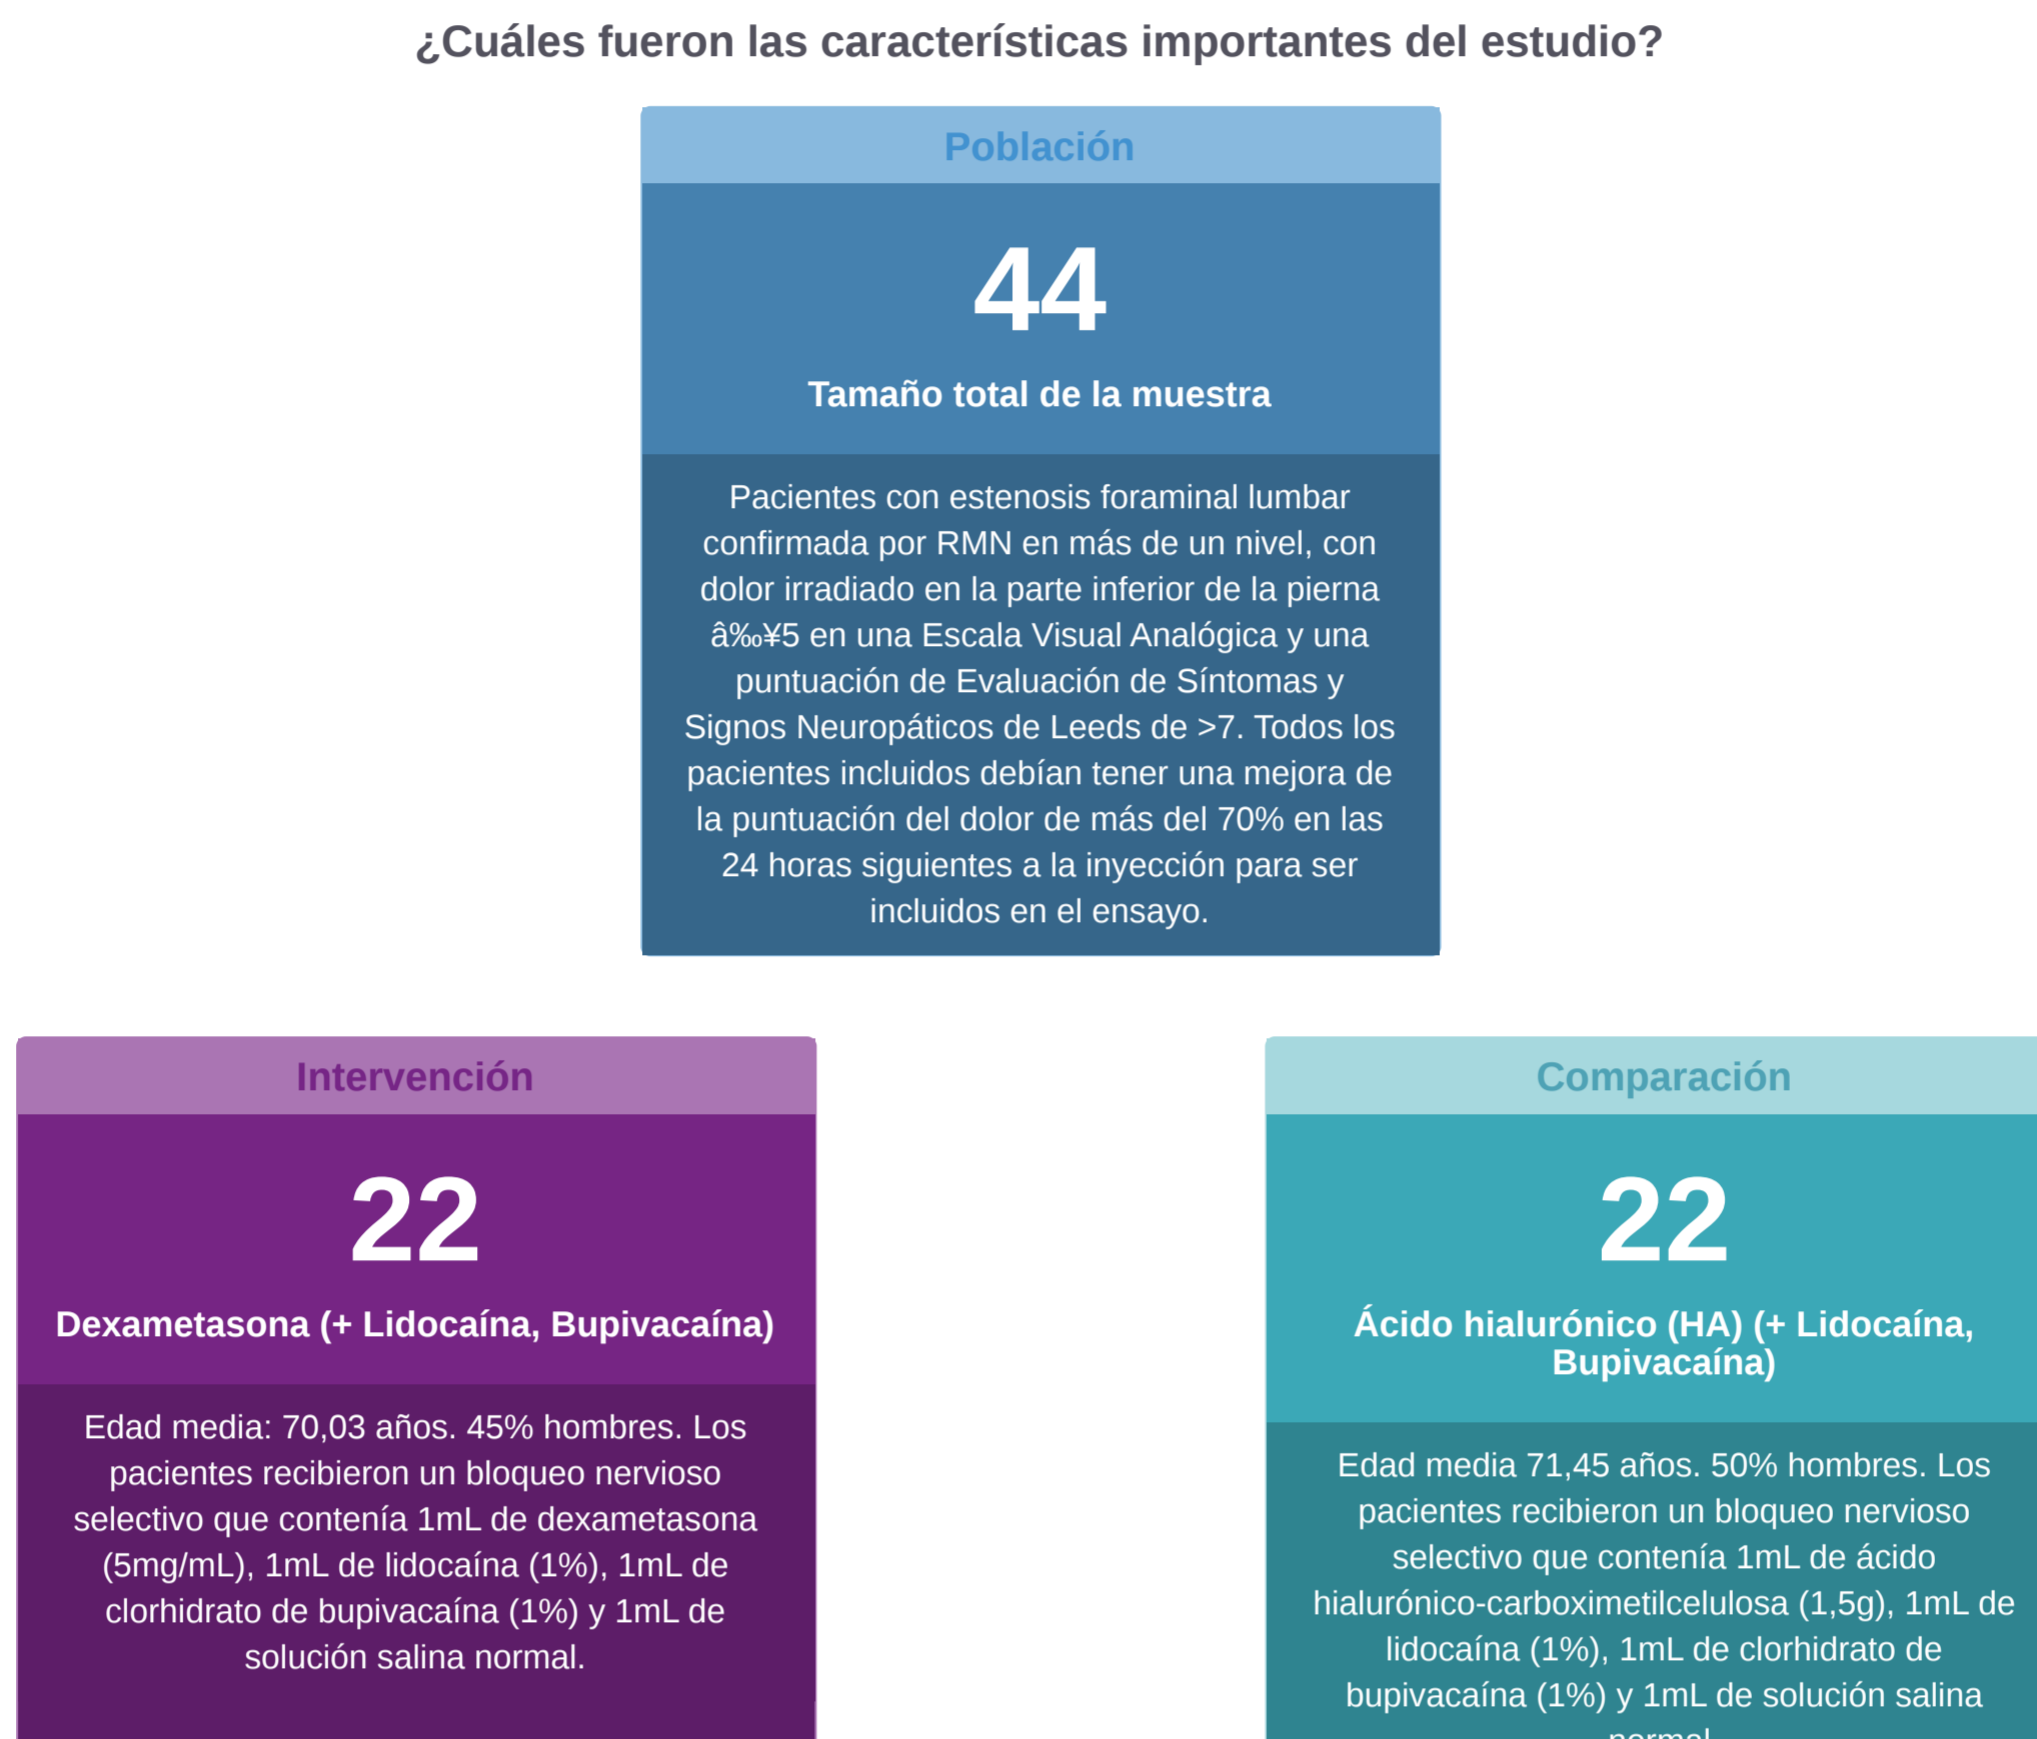 ¿Cuáles fueron las características importantes del estudio?
Población
44
Tamaño total de la muestra
Pacientes con estenosis foraminal lumbar
confirmada por RMN en más de un nivel, con
dolor irradiado en la parte inferior de la pierna
â‰¥5 en una Escala Visual Analógica y una
puntuación de Evaluación de Síntomas y
Signos Neuropáticos de Leeds de >7. Todos los
pacientes incluidos debían tener una mejora de
la puntuación del dolor de más del 70% en las
24 horas siguientes a la inyección para ser
incluidos en el ensayo.
Intervención
22
Dexametasona (+ Lidocaína, Bupivacaína)
Edad media: 70,03 años. 45% hombres. Los
pacientes recibieron un bloqueo nervioso
selectivo que contenía 1mL de dexametasona
(5mg/mL), 1mL de lidocaína (1%), 1mL de
clorhidrato de bupivacaína (1%) y 1mL de
solución salina normal.
Comparación
22
Ácido hialurónico (HA) (+ Lidocaína,
Bupivacaína)
Edad media 71,45 años. 50% hombres. Los
pacientes recibieron un bloqueo nervioso
selectivo que contenía 1mL de ácido
hialurónico-carboximetilcelulosa (1,5g), 1mL de
lidocaína (1%), 1mL de clorhidrato de
bupivacaína (1%) y 1mL de solución salina
normal